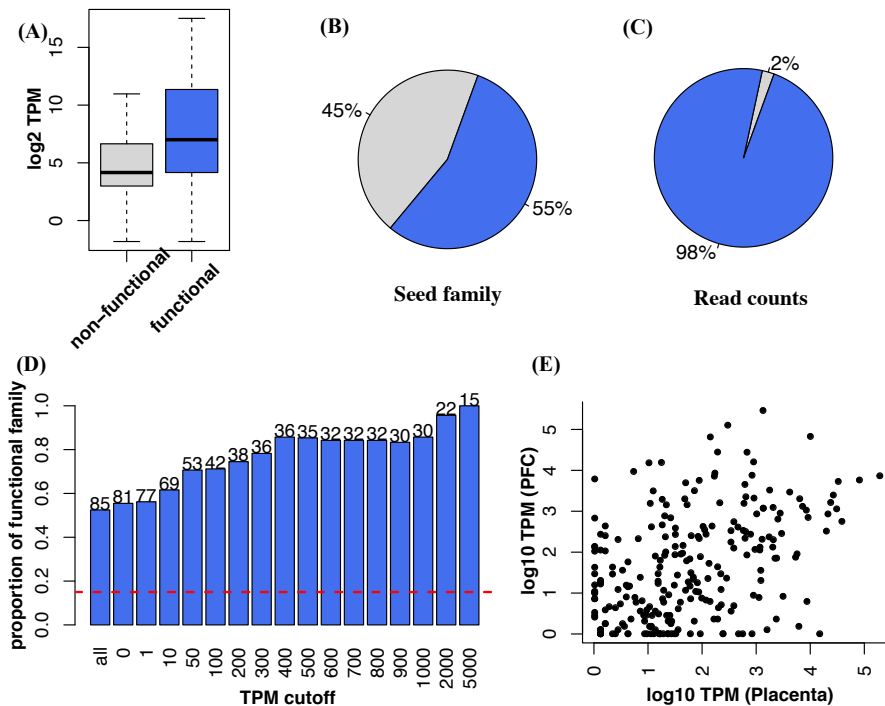 (A)
log2 TPM
0
5
10
15
non−functional
functional
(B)
45%
55%
Seed family
(C)
2%
98%
Read counts
(D)
proportion of functional family
0.0
0.2
0.4
0.6
0.8
1.0
85 81 77 69 53 42 38 36 36 35 32 32 32 30 30 22 15
all 0 1 10 50 100 200 300 400 500 600 700 800 900 1000 2000 5000
TPM cutoff
(E)
log10 TPM (PFC)
0
1
2
3
4
5
0 1 2 3 4 5
log10 TPM (Placenta)